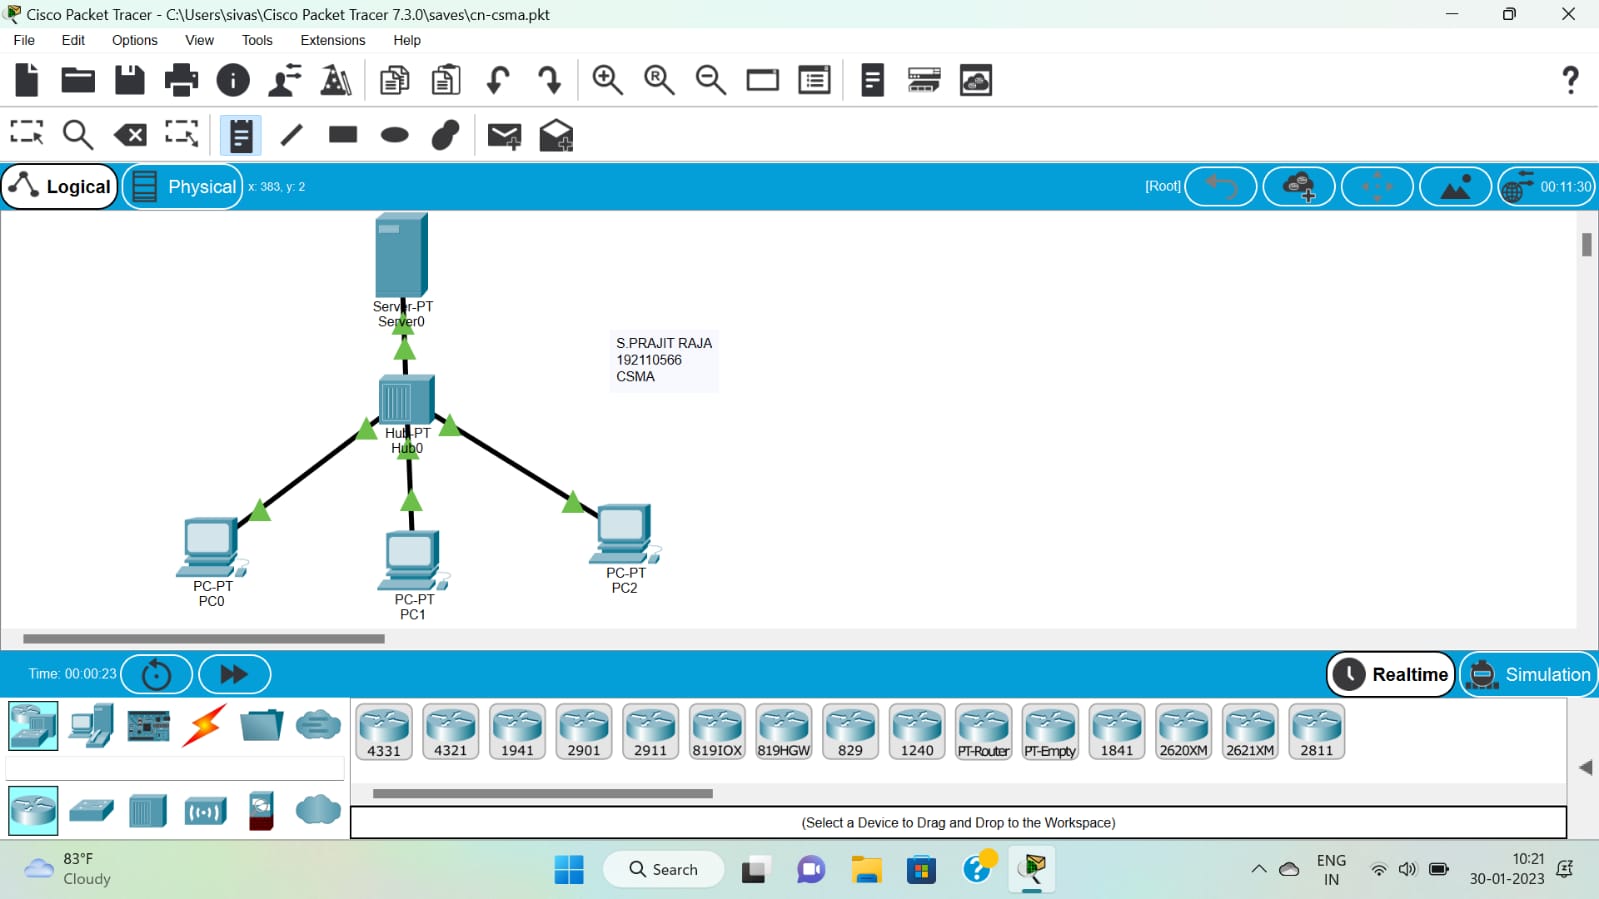 Cisco Packet Tracer - C:\Users\sivas\Cisco Packet Tracer 7.3.0\saves\cn-csma.pkt
File Edit Options View Tools Extensions Help
Logical Physical x: 383, y: 2 [Root] 00:11:30
Server-PT
Server0
S.PRAJIT RAJA
192110566
CSMA
Hub-PT
Hub0
PC-PT
PC0
PC-PT
PC1
PC-PT
PC2
Time: 00:00:23 Realtime Simulation
4331 4321 1941 2901 2911 819IOX 819HGW 829 1240 PT-Router PT-Empty 1841 2620XM 2621XM 2811
(Select a Device to Drag and Drop to the Workspace)
83°F
Cloudy
Search
ENG
IN
10:21
30-01-2023